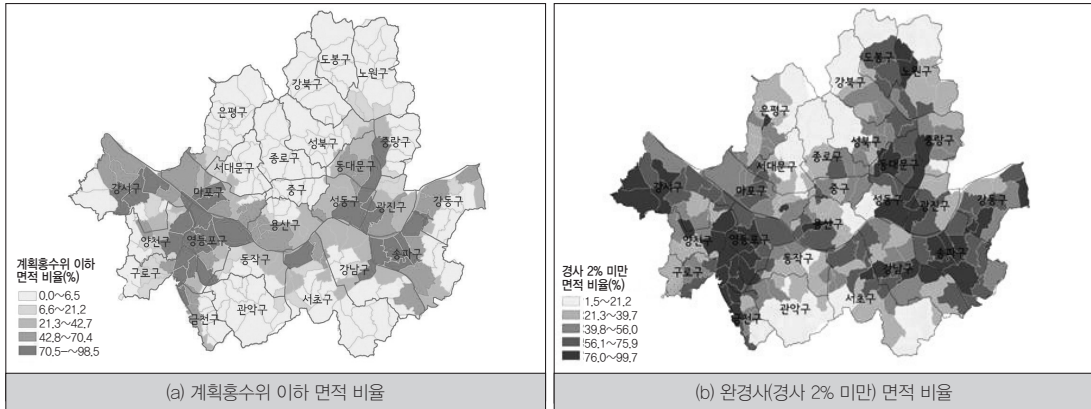 도봉구
노원구
강북구
은평구
성북구
중랑구
종로구
서대문구
동대문구
강서구
마포구
중구
성동구
광진구
강동구
용산구
양천구
영등포구
송파구
동작구
강남구
구로구
서초구
관악구
금천구
계획홍수위 이하
면적 비율(%)
0.0~6.5
6.6~21.2
21.3~42.7
42.8~70.4
70.5~~98.5
(a) 계획홍수위 이하 면적 비율
도봉구
노원구
강북구
은평구
성북구
중랑구
종로구
서대문구
동대문구
강서구
마포구
중구
성동구
광진구
강동구
용산구
양천구
영등포구
송파구
동작구
강남구
구로구
서초구
관악구
금천구
경사 2% 미만
면적 비율(%)
1.5~21.2
21.3~39.7
39.8~56.0
56.1~75.9
76.0~99.7
(b) 완경사(경사 2% 미만) 면적 비율